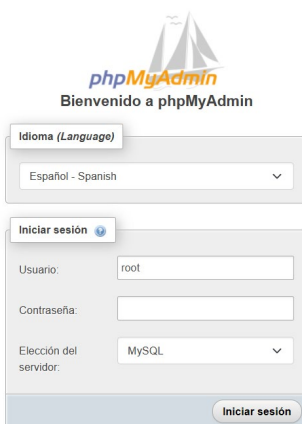 phpMyAdmin
Bienvenido a phpMyAdmin
Idioma (Language)
Español - Spanish
Iniciar sesión
Usuario:
root
Contraseña:
Elección del
servidor:
MySQL
Iniciar sesión